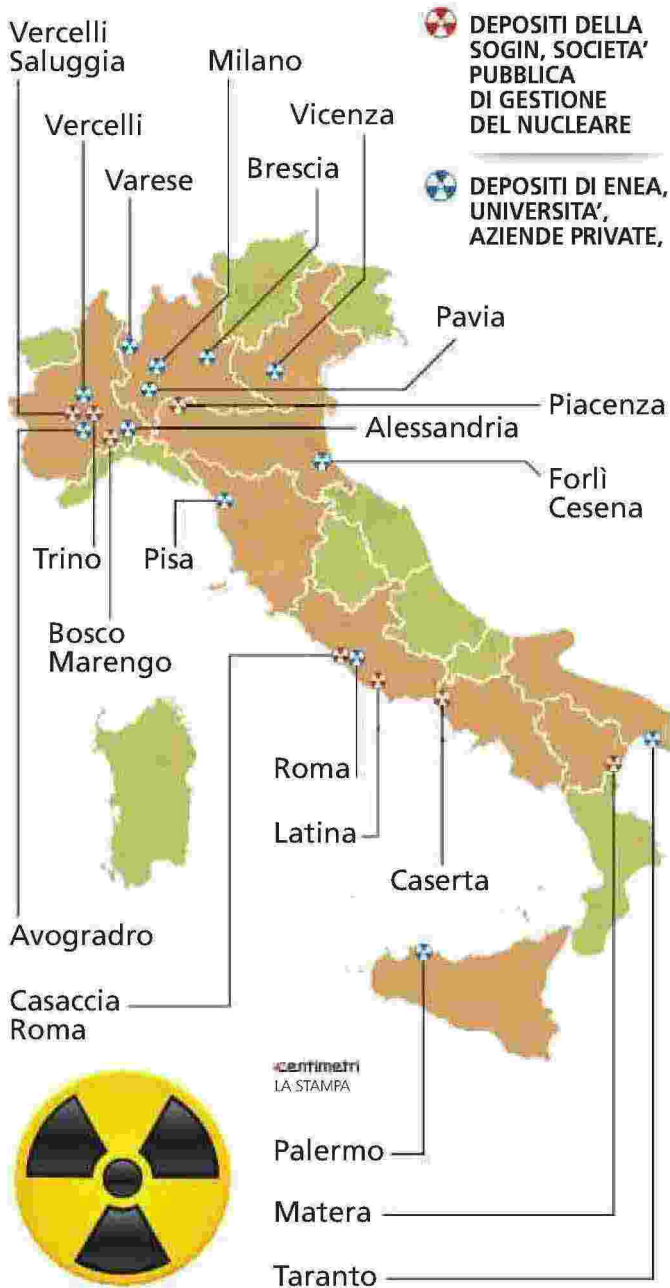 Vercelli
Saluggia
Milano
DEPOSITI DELLA
SOGIN, SOCIETA’
PUBBLICA
DI GESTIONE
DEL NUCLEARE
Vercelli
Vicenza
Varese
Brescia
DEPOSITI DI ENEA,
UNIVERSITA’,
AZIENDE PRIVATE,
Pavia
Piacenza
Alessandria
Forlì
Cesena
Trino
Pisa
Bosco
Marengo
Roma
Latina
Caserta
Avogradro
Casaccia
Roma
centimetri
LA STAMPA
Palermo
Matera
Taranto